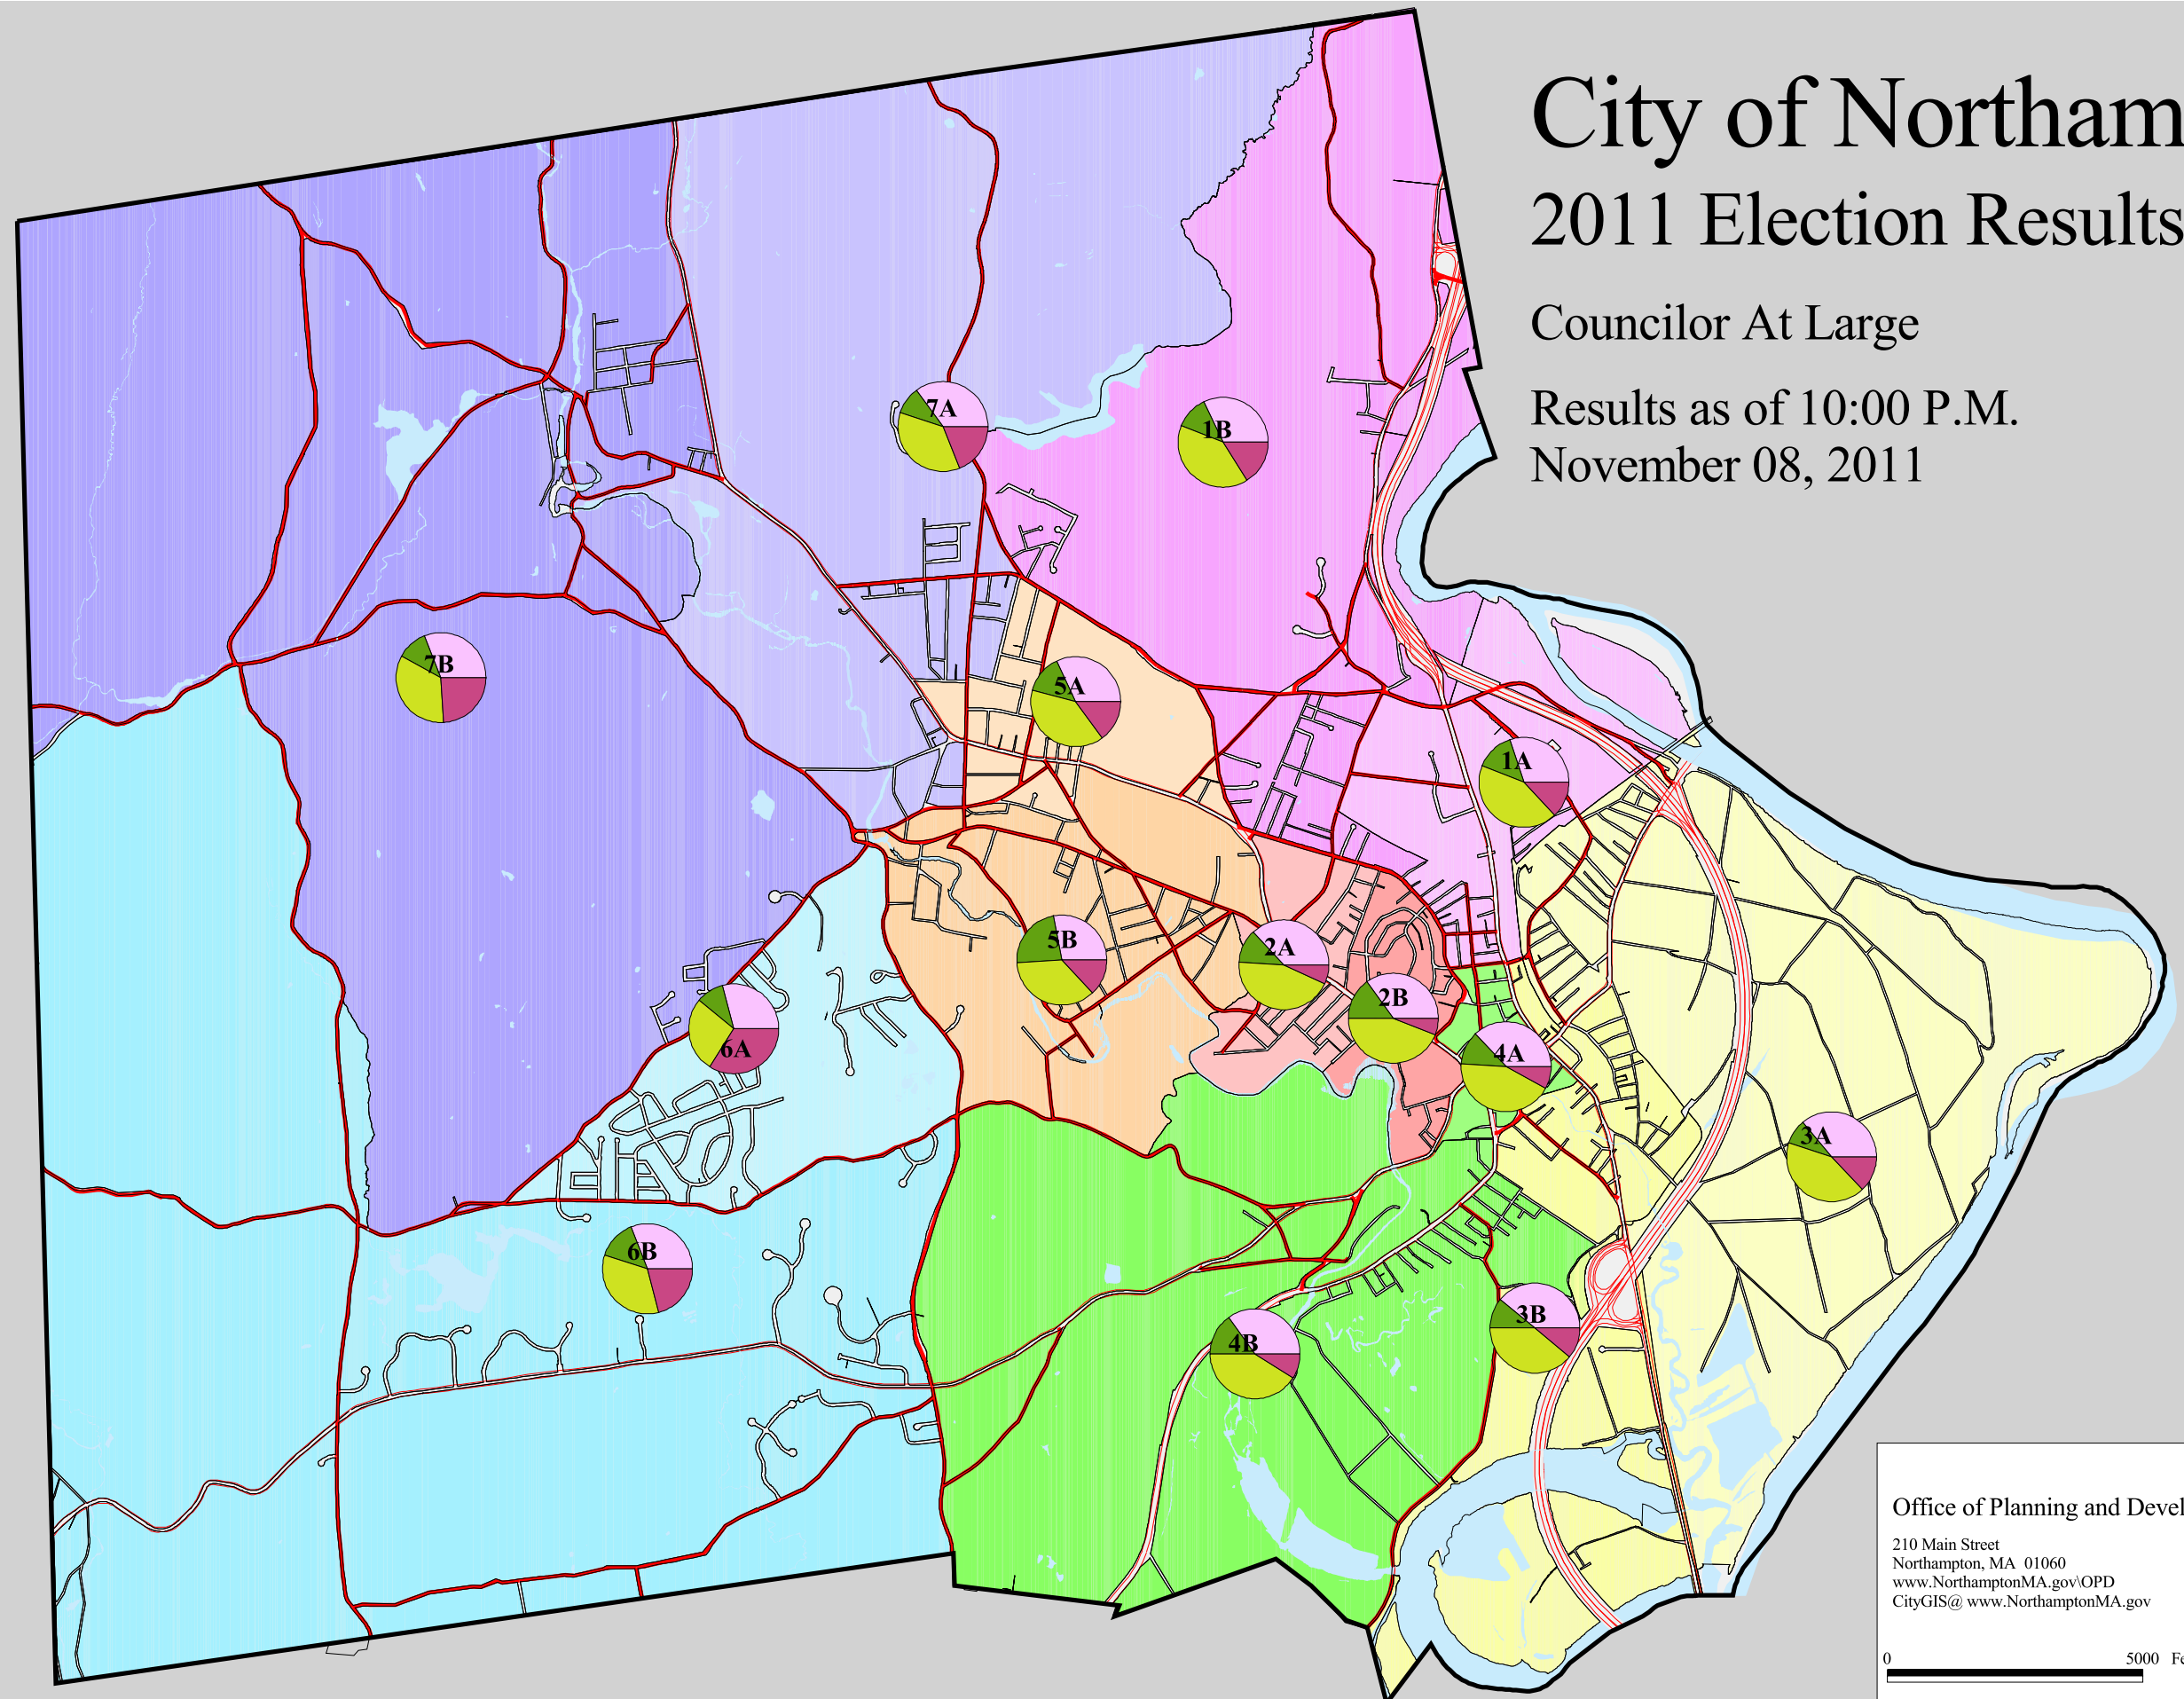 City of Northam
2011 Election Results
Councilor At Large
Results as of 10:00 P.M.
November 08, 2011
7A
1B
7B
5A
1A
5B
2A
2B
6A
4A
3A
6B
3B
4B
Office of Planning and Devel
210 Main Street
Northampton, MA 01060
www.NorthamptonMA.gov\OPD
CityGIS@ www.NorthamptonMA.gov
0 5000 Fe